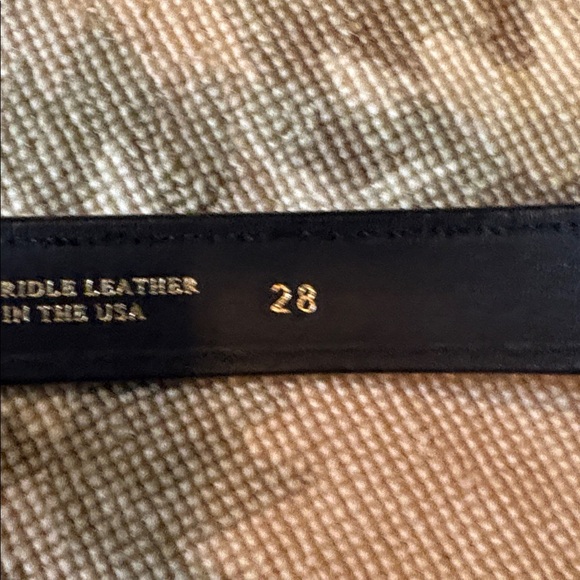 RIDLE LEATHER
IN THE USA
28